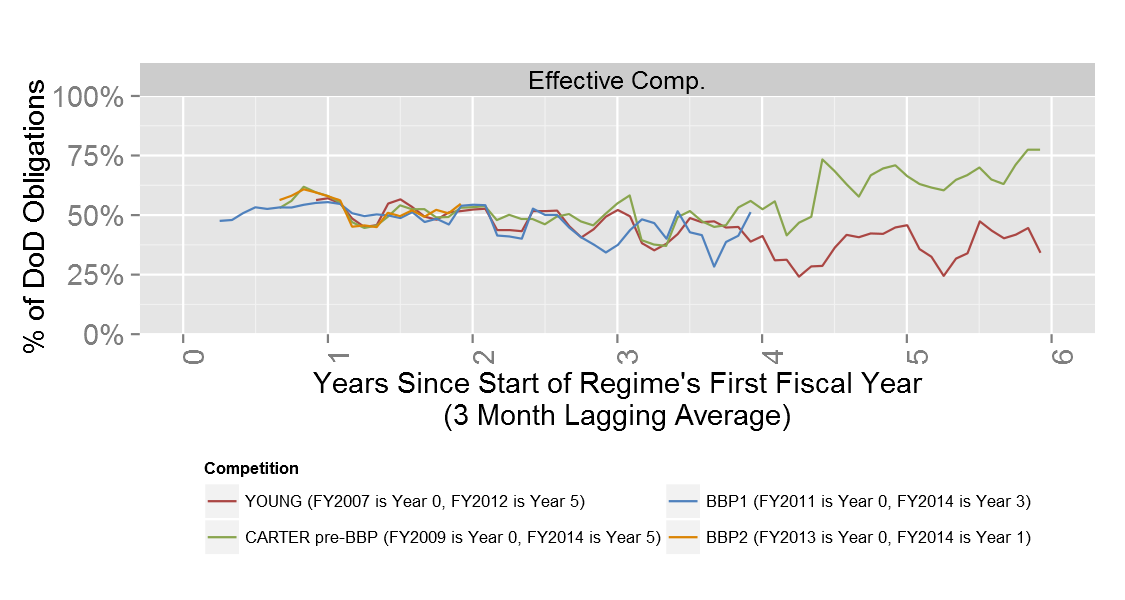 Effective Comp.
% of DoD Obligations
100%
75%
50%
25%
0%
0
1
2
3
4
5
6
Years Since Start of Regime's First Fiscal Year
(3 Month Lagging Average)
Competition
YOUNG (FY2007 is Year 0, FY2012 is Year 5)
BBP1 (FY2011 is Year 0, FY2014 is Year 3)
CARTER pre-BBP (FY2009 is Year 0, FY2014 is Year 5)
BBP2 (FY2013 is Year 0, FY2014 is Year 1)